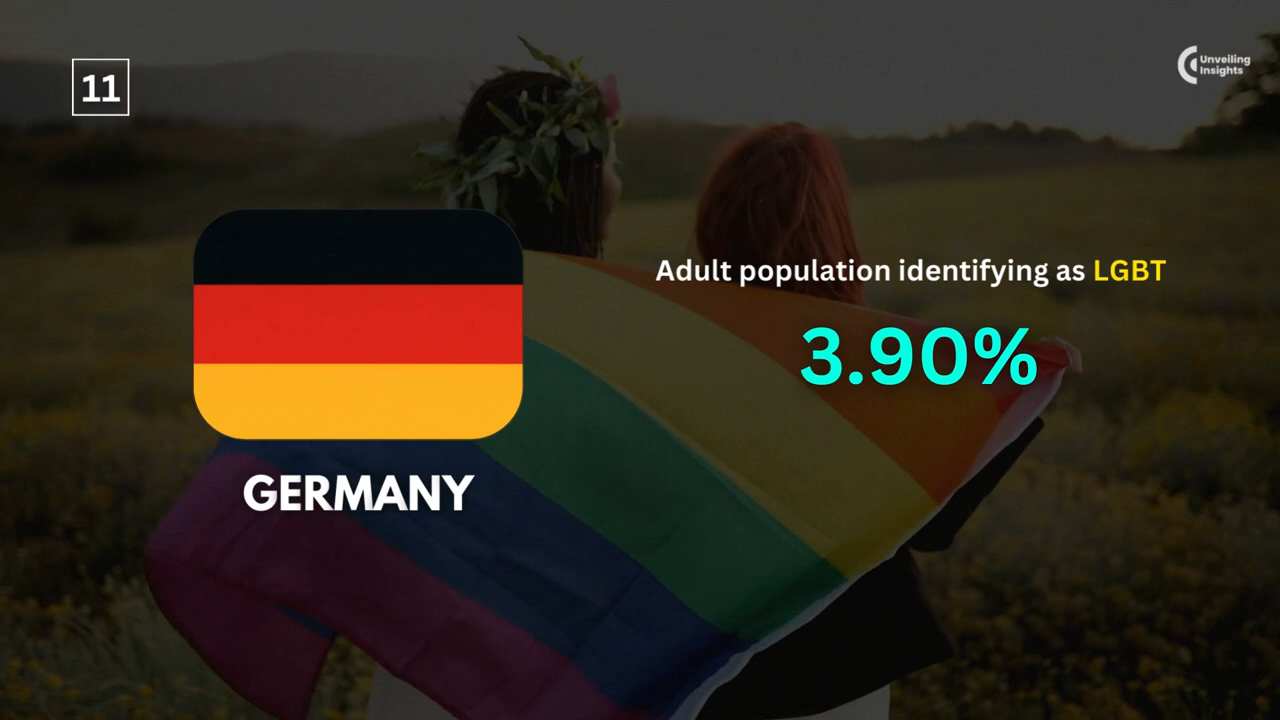 11
Unveiling
Insights
Adult population identifying as LGBT
3.90%
GERMANY